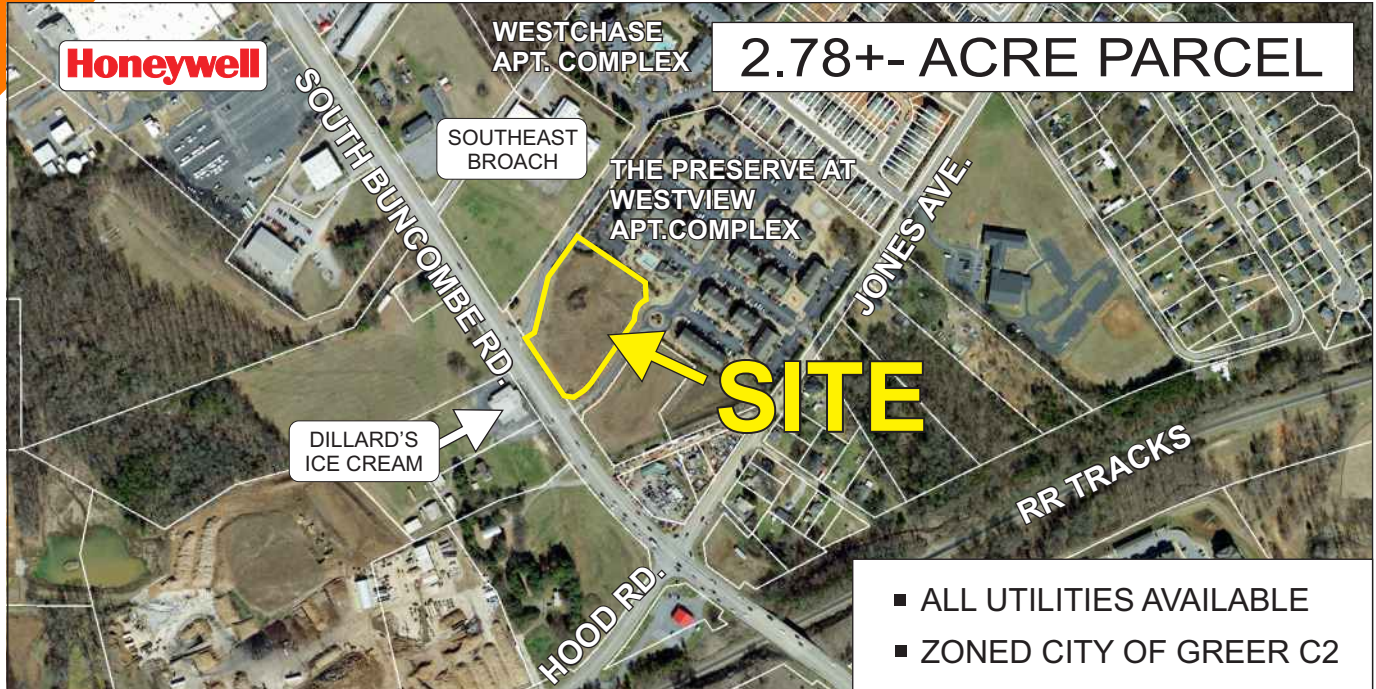 Honeywell
WESTCHASE
APT. COMPLEX
2.78+- ACRE PARCEL
SOUTH BUNCOMBE RD.
SOUTHEAST
BROACH
THE PRESERVE AT
WESTVIEW
APT.COMPLEX
JONES AVE.
SITE
DILLARD'S
ICE CREAM
RR TRACKS
HOOD RD.
▪ ALL UTILITIES AVAILABLE
▪ ZONED CITY OF GREER C2